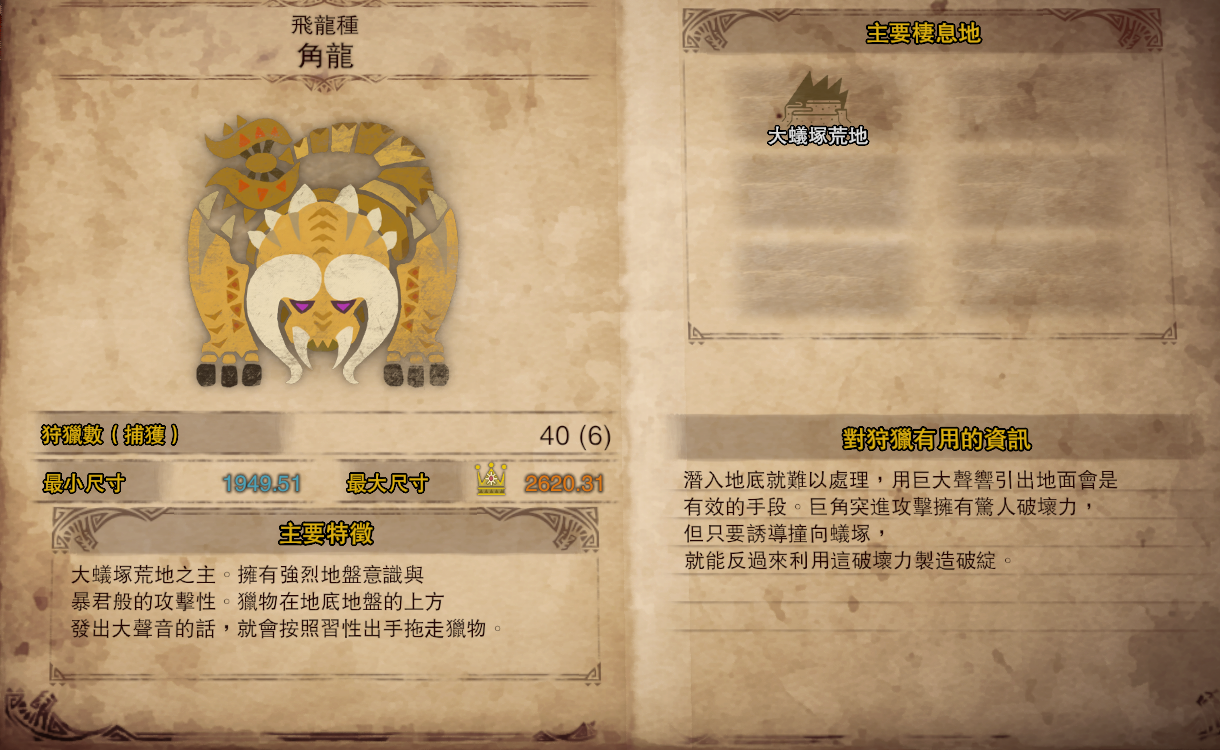 飛龍種
角龍
狩獵數（捕獲）
40 (6)
最小尺寸
1949.51
最大尺寸
2620.31
主要特徵
大蟻塚荒地之主。擁有強烈地盤意識與
暴君般的攻擊性。獵物在地底地盤的上方
發出大聲音的話，就會按照習性出手拖走獵物。
主要棲息地
大蟻塚荒地
對狩獵有用的資訊
潛入地底就難以處理，用巨大聲響引出地面會是
有效的手段。巨角突進攻擊擁有驚人破壞力，
但只要誘導撞向蟻塚，
就能反過來利用這破壞力製造破綻。